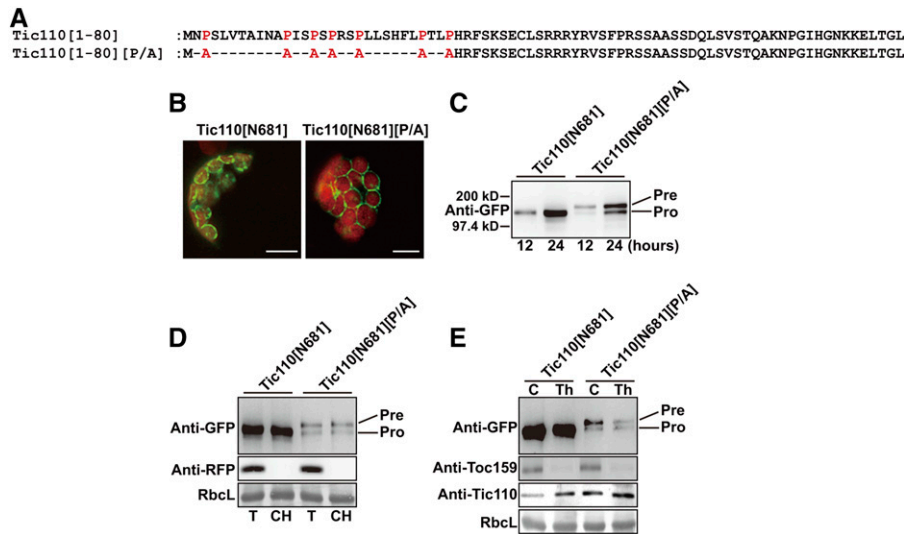 A
Tic110[1-80] :MNPSLVTAINAPISPSPRSPLLSHFLPTLPHRFSKSECLSRRRYRVSFPRSSAASSDQLSVSTQAKNPGIHGNKKELTGL
Tic110[1-80][P/A] :M-A--------A--A-A--A------A--AHRFSKSECLSRRRYRVSFPRSSAASSDQLSVSTQAKNPGIHGNKKELTGL
B
Tic110[N681] Tic110[N681][P/A]
C
Tic110[N681] Tic110[N681][P/A]
200 kD
Anti-GFP
97.4 kD
Pre
Pro
12 24 12 24 (hours)
D
Tic110[N681] Tic110[N681][P/A]
Anti-GFP
Pre
Pro
Anti-RFP
RbcL
T CH T CH
E
Tic110[N681] Tic110[N681][P/A]
C Th C Th
Anti-GFP
Pre
Pro
Anti-Toc159
Anti-Tic110
RbcL